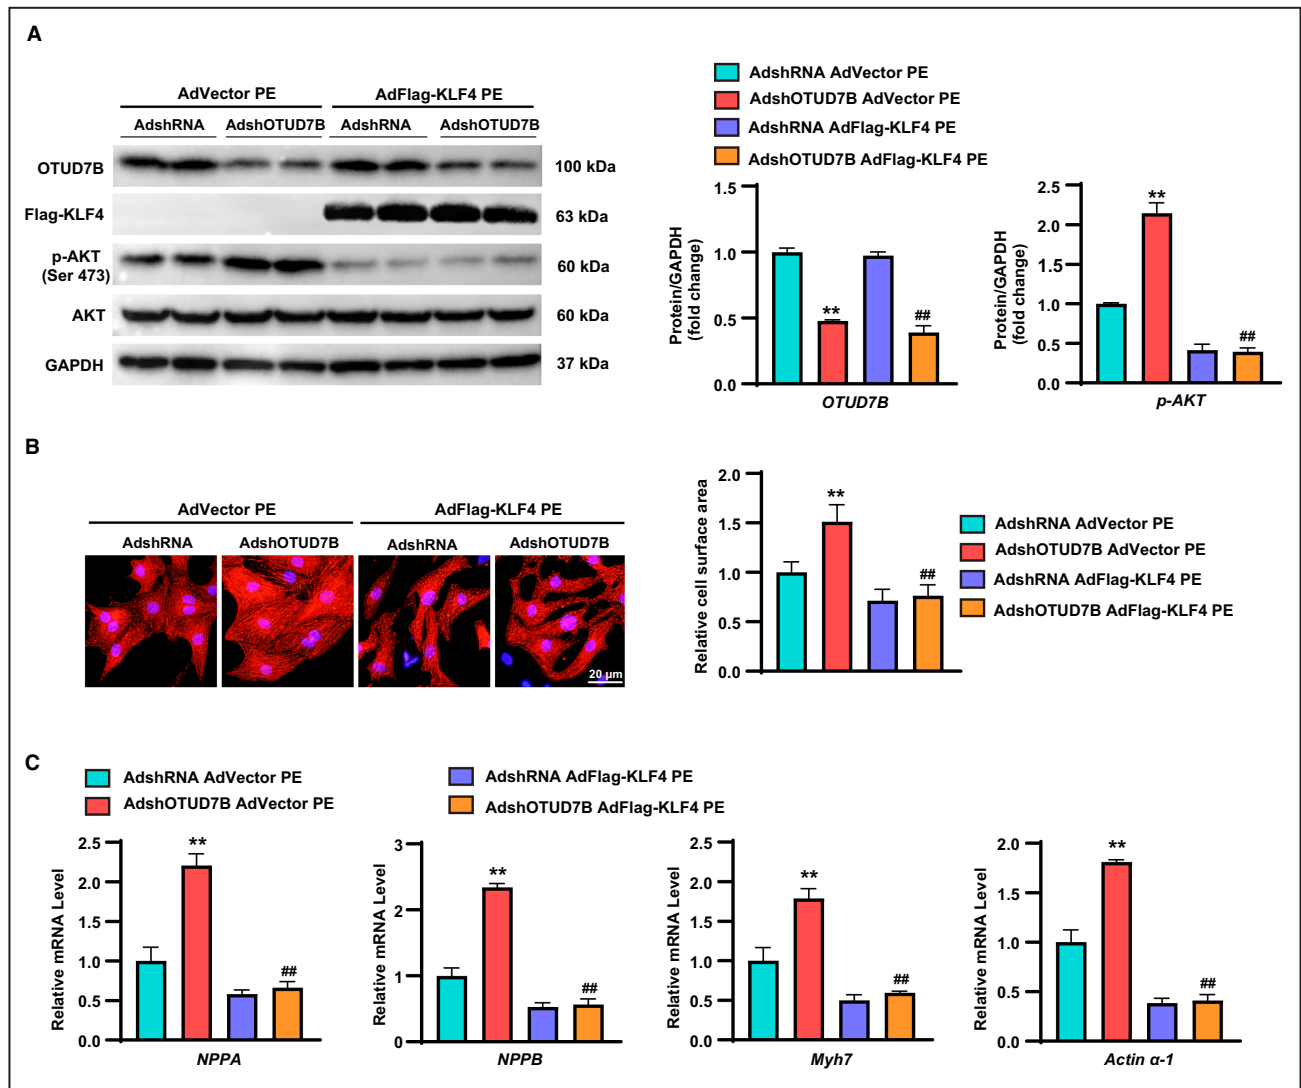 A
AdVector PE
AdFlag-KLF4 PE
AdshRNA
AdshOTUD7B
AdshRNA
AdshOTUD7B
OTUD7B
100 kDa
Flag-KLF4
63 kDa
p-AKT
(Ser 473)
60 kDa
AKT
60 kDa
GAPDH
37 kDa
AdshRNA AdVector PE
AdshOTUD7B AdVector PE
AdshRNA AdFlag-KLF4 PE
AdshOTUD7B AdFlag-KLF4 PE
Protein/GAPDH
(fold change)
1.5
1.0
0.5
0.0
**
##
OTUD7B
Protein/GAPDH
(fold change)
2.5
2.0
1.5
1.0
0.5
0.0
**
##
p-AKT
B
AdVector PE
AdFlag-KLF4 PE
AdshRNA
AdshOTUD7B
AdshRNA
AdshOTUD7B
20 μm
Relative cell surface area
2.0
1.5
1.0
0.5
0.0
**
##
AdshRNA AdVector PE
AdshOTUD7B AdVector PE
AdshRNA AdFlag-KLF4 PE
AdshOTUD7B AdFlag-KLF4 PE
C
AdshRNA AdVector PE
AdshOTUD7B AdVector PE
AdshRNA AdFlag-KLF4 PE
AdshOTUD7B AdFlag-KLF4 PE
Relative mRNA Level
2.5
2.0
1.5
1.0
0.5
0.0
**
##
NPPA
Relative mRNA Level
3
2
1
0
**
##
NPPB
Relative mRNA Level
2.5
2.0
1.5
1.0
0.5
0.0
**
##
Myh7
Relative mRNA Level
2.0
1.5
1.0
0.5
0.0
**
##
Actin α-1